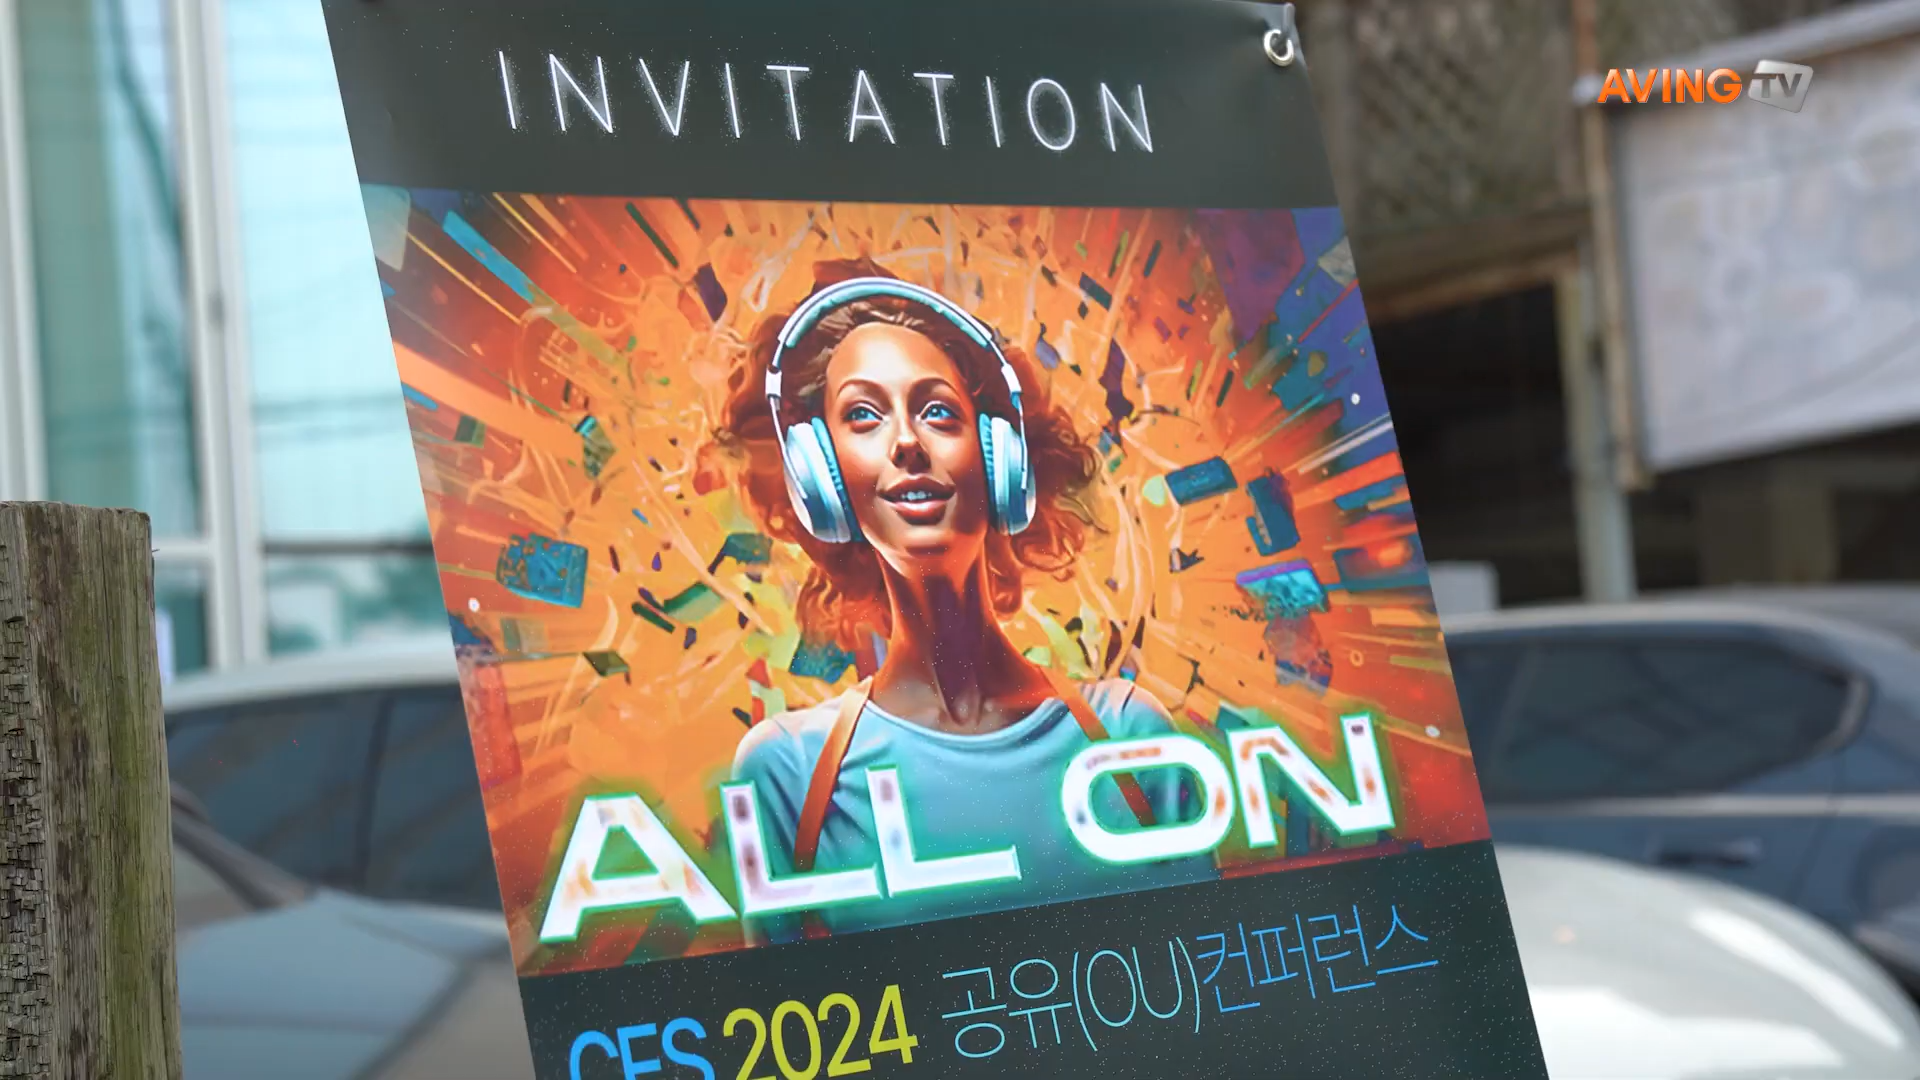 INVITATION
AVING TV
ALL ON
CES 2024 공유(OU)컨퍼런스